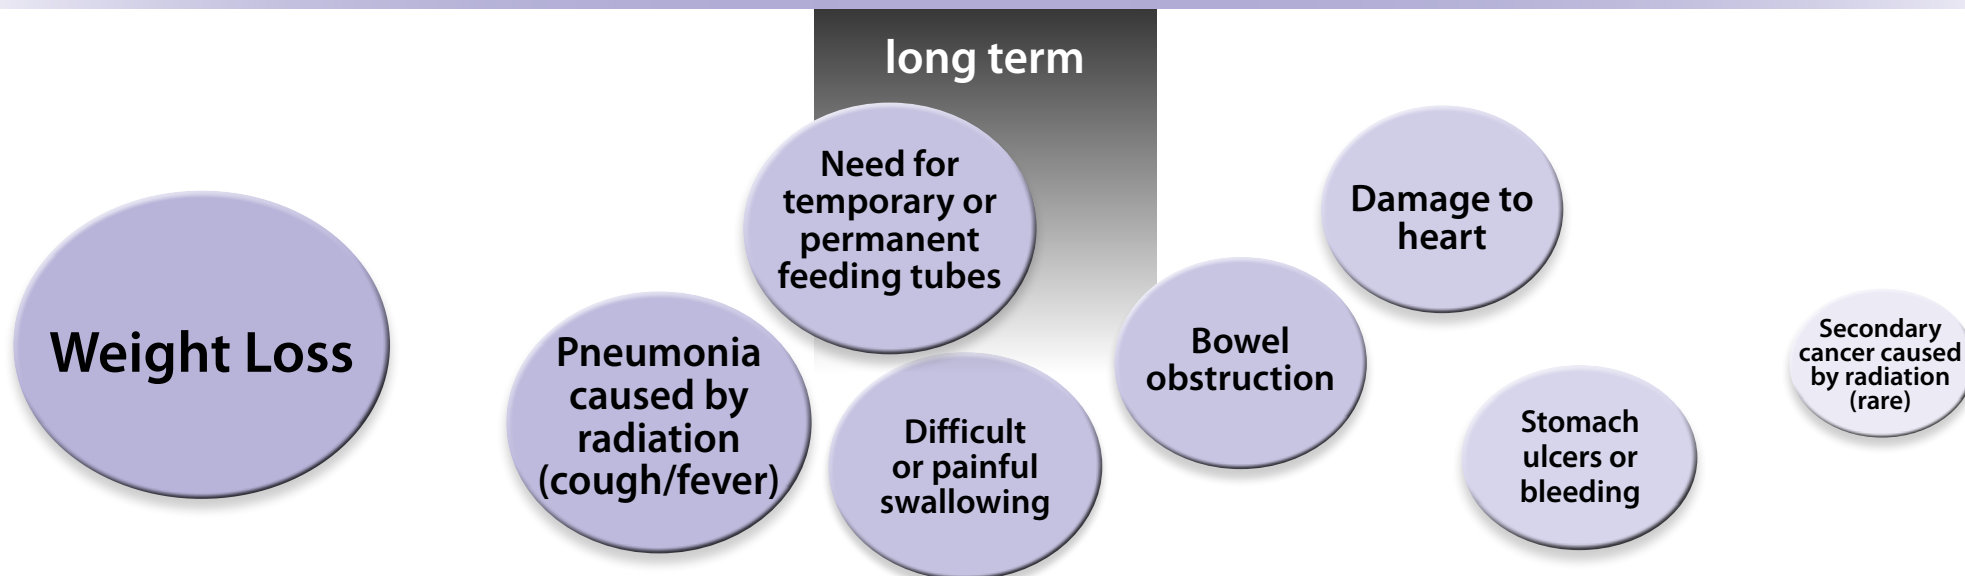 long term
Weight Loss
Pneumonia
caused by
radiation
(cough/fever)
Need for
temporary or
permanent
feeding tubes
Difficult
or painful
swallowing
Bowel
obstruction
Damage to
heart
Stomach
ulcers or
bleeding
Secondary
cancer caused
by radiation
(rare)